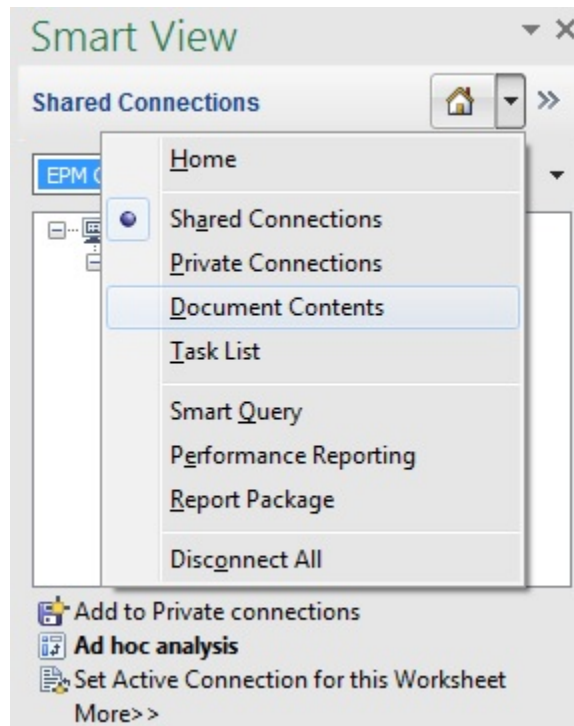 Smart View
Shared Connections
EPM
Home
Shared Connections
Private Connections
Document Contents
Task List
Smart Query
Performance Reporting
Report Package
Disconnect All
Add to Private connections
Ad hoc analysis
Set Active Connection for this Worksheet
More>>